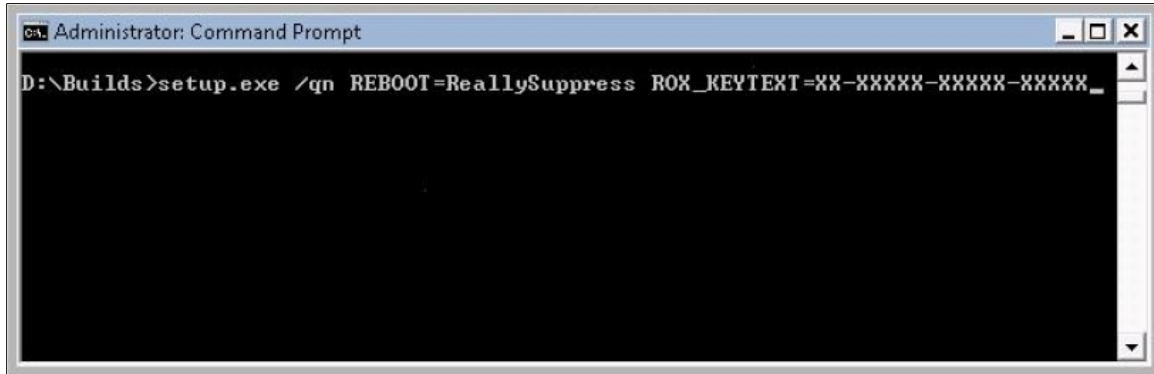 Administrator: Command Prompt
D:\Builds>setup.exe /qn REBOOT=ReallySuppress ROX_KEYTEXT=XX-XXXXX-XXXXX-XXXXX_